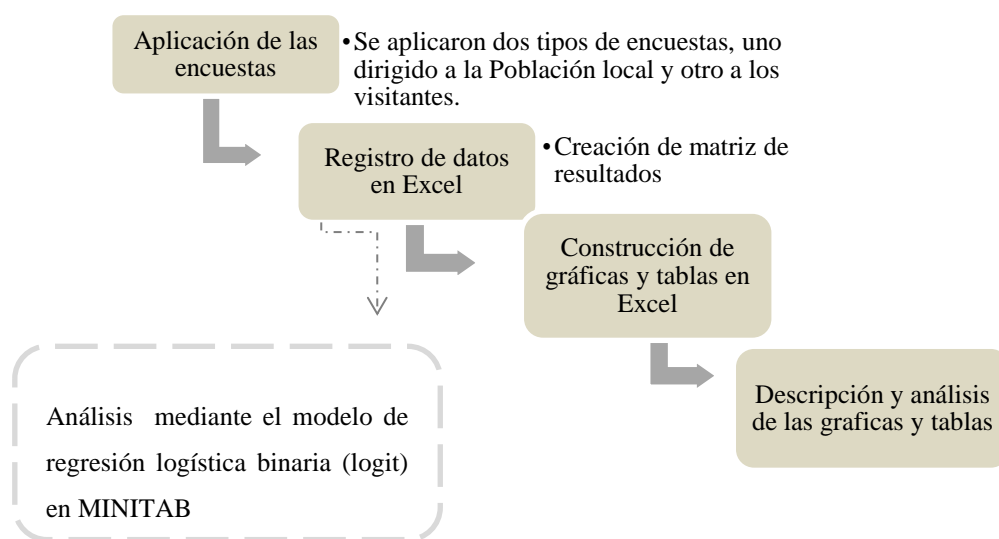 Aplicación de las
encuestas
•Se aplicaron dos tipos de encuestas, uno
dirigido a la Población local y otro a los
visitantes.
Registro de datos
en Excel
•Creación de matriz de
resultados
Construcción de
gráficas y tablas en
Excel
Descripción y análisis
de las graficas y tablas
Análisis mediante el modelo de
regresión logística binaria (logit)
en MINITAB